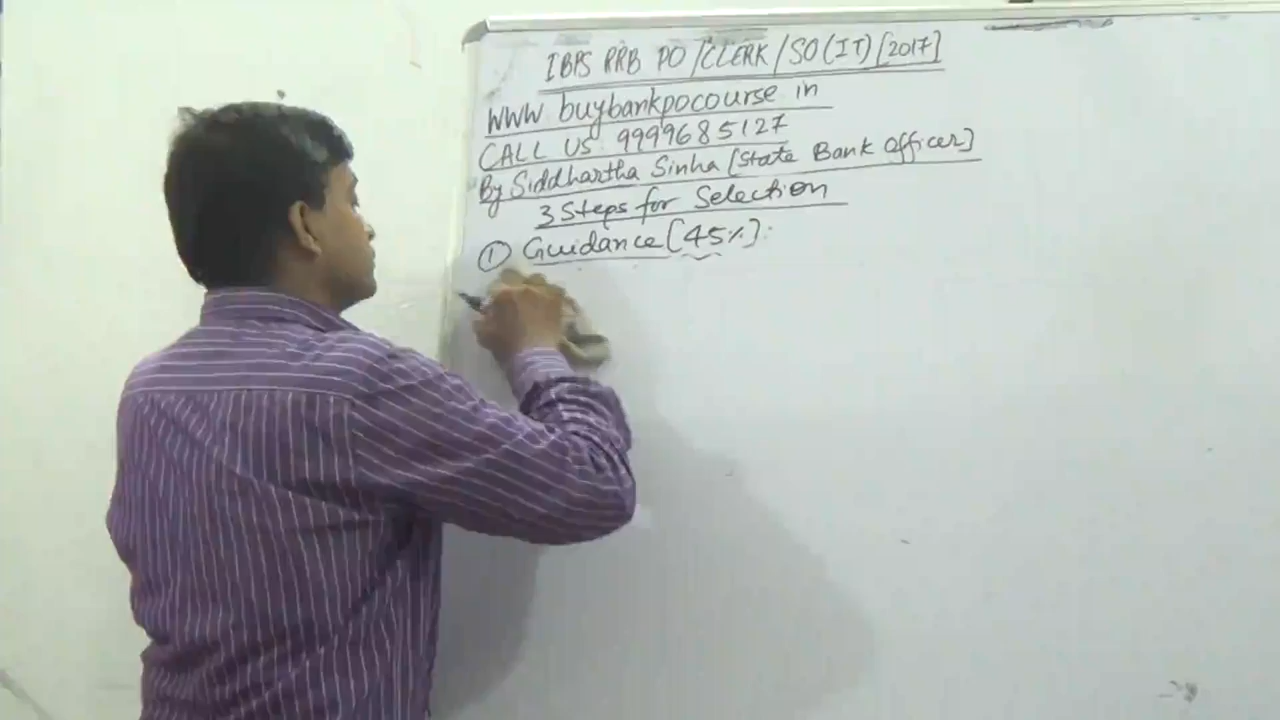 IBPS RRB PO/CLERK/SO(IT)[2017]
WWW buybankpocourse in
CALL US 9999685127
By Siddhartha Sinha [State Bank officer]
3 Steps for Selection
① Guidance [45%]: